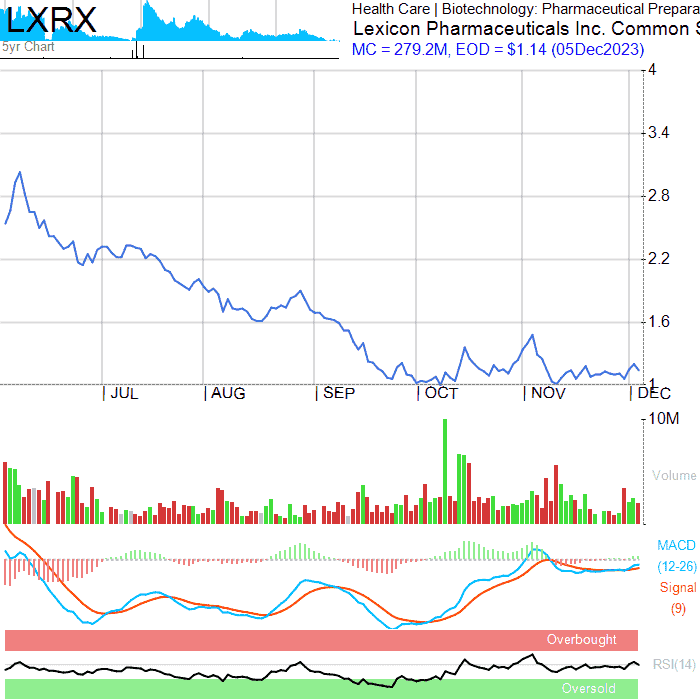 LXRX
5yr Chart
Health Care | Biotechnology: Pharmaceutical Prepara
Lexicon Pharmaceuticals Inc. Common S
MC = 279.2M, EOD = $1.14 (05Dec2023)
4
3.4
2.8
2.2
1.6
1
JUL
AUG
SEP
OCT
NOV
DEC
10M
Volume
MACD
(12-26)
Signal
(9)
Overbought
RSI(14)
Oversold